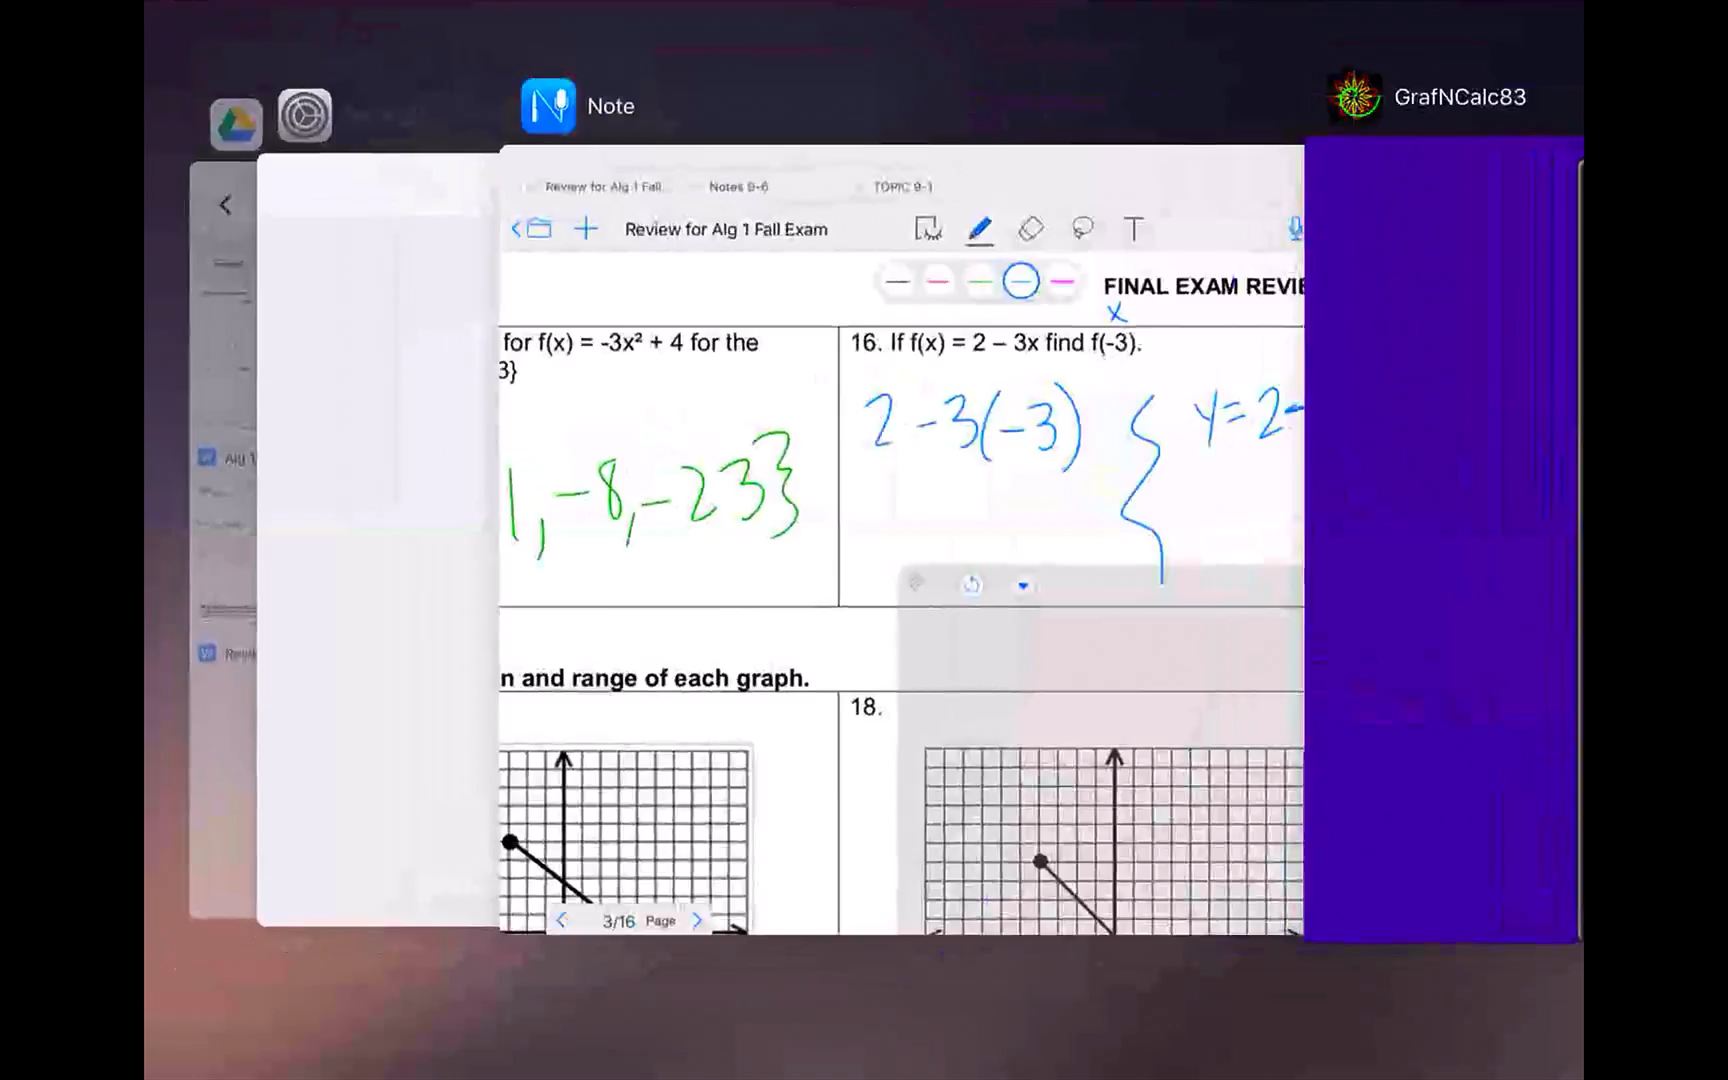 Note
GrafNCalc83
Review for Alg 1 Fall
Notes 9-6
TOPIC 9-1
Review for Alg 1 Fall Exam
T
FINAL EXAM REVIE
x
for f(x) = -3x² + 4 for the
3}
1, -8, -23}
16. If f(x) = 2 – 3x find f(-3).
2 -3(-3)
y = 2-
Alg 1
n and range of each graph.
18.
3/16 Page